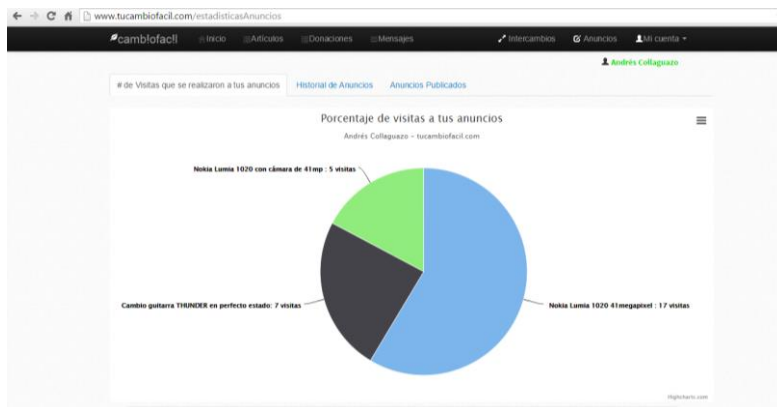 www.tucambiofacil.com/estadisticasAnuncios
camb!ofac!l Inicio Artículos Donaciones Mensajes Intercambios Anuncios Mi cuenta
Andrés Collaguazo
# de Visitas que se realizaron a tus anuncios Historial de Anuncios Anuncios Publicados
Porcentaje de visitas a tus anuncios
Andrés Collaguazo - tucambiofacil.com
Nokia Lumia 1020 con cámara de 41mp : 5 visitas
Cambio guitarra THUNDER en perfecto estado: 7 visitas
Nokia Lumia 1020 41megapixel : 17 visitas
Highcharts.com